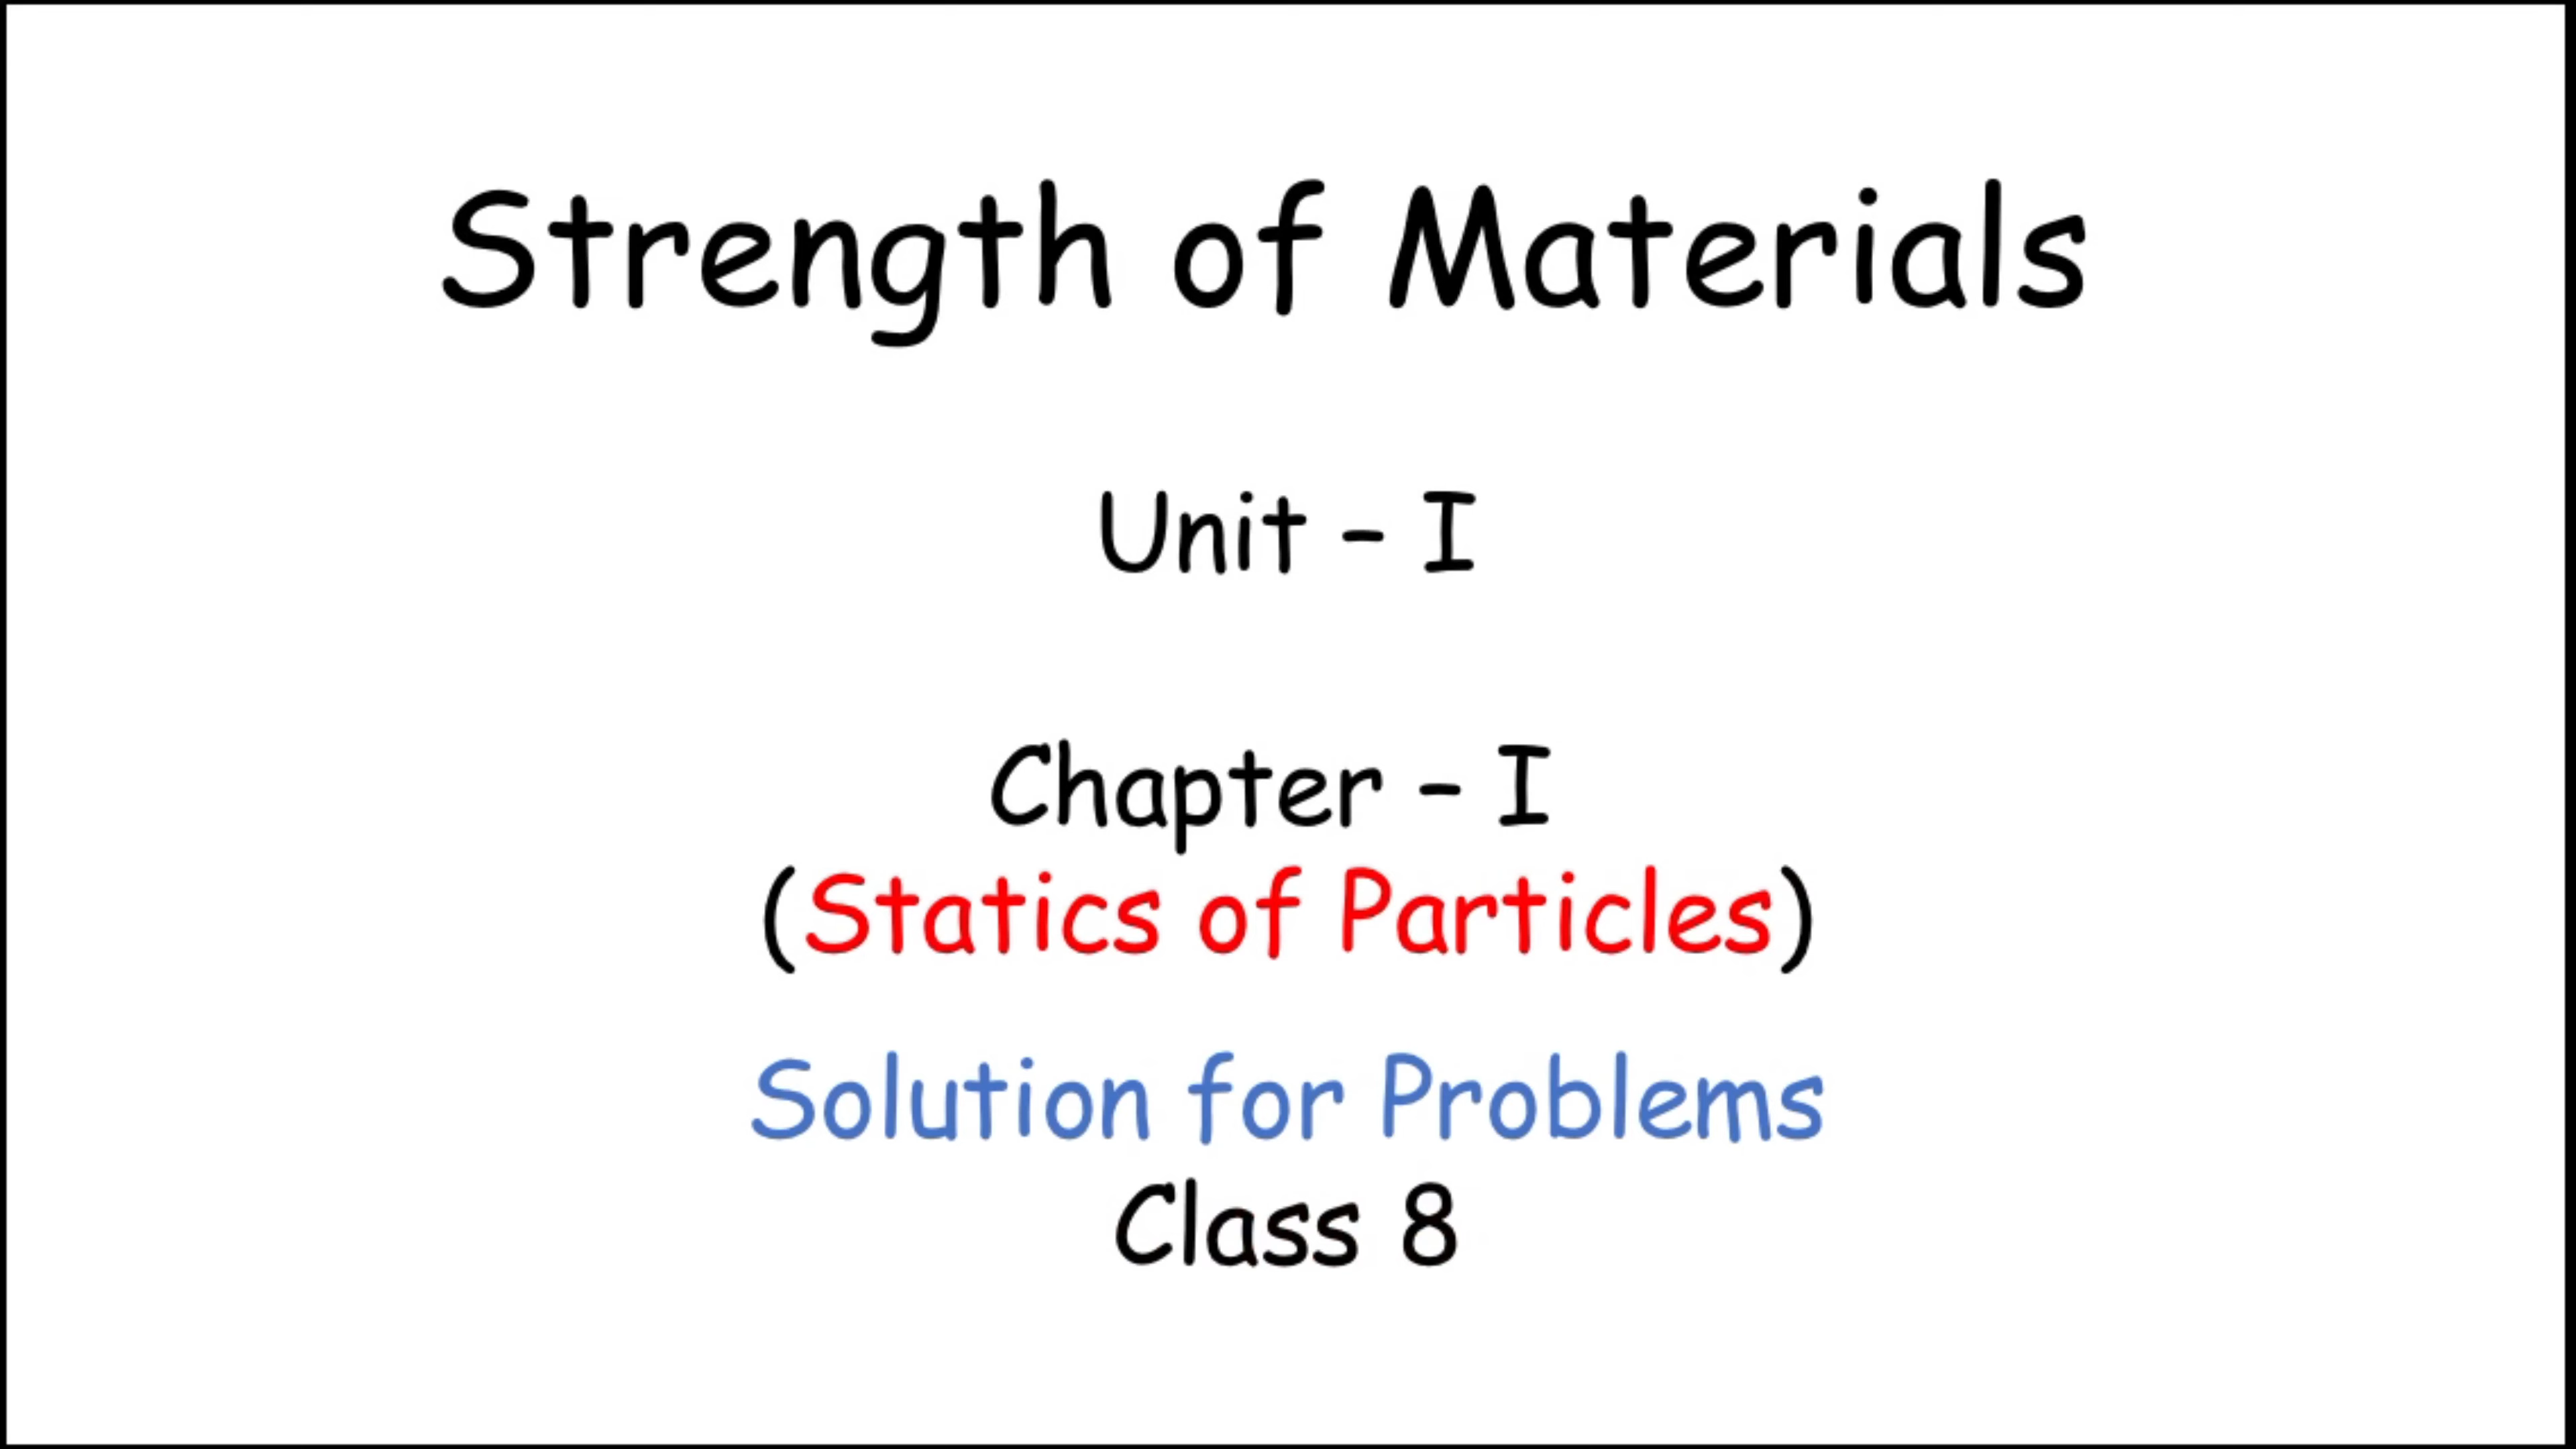 Strength of Materials
Unit – I
Chapter – I
(Statics of Particles)
Solution for Problems
Class 8